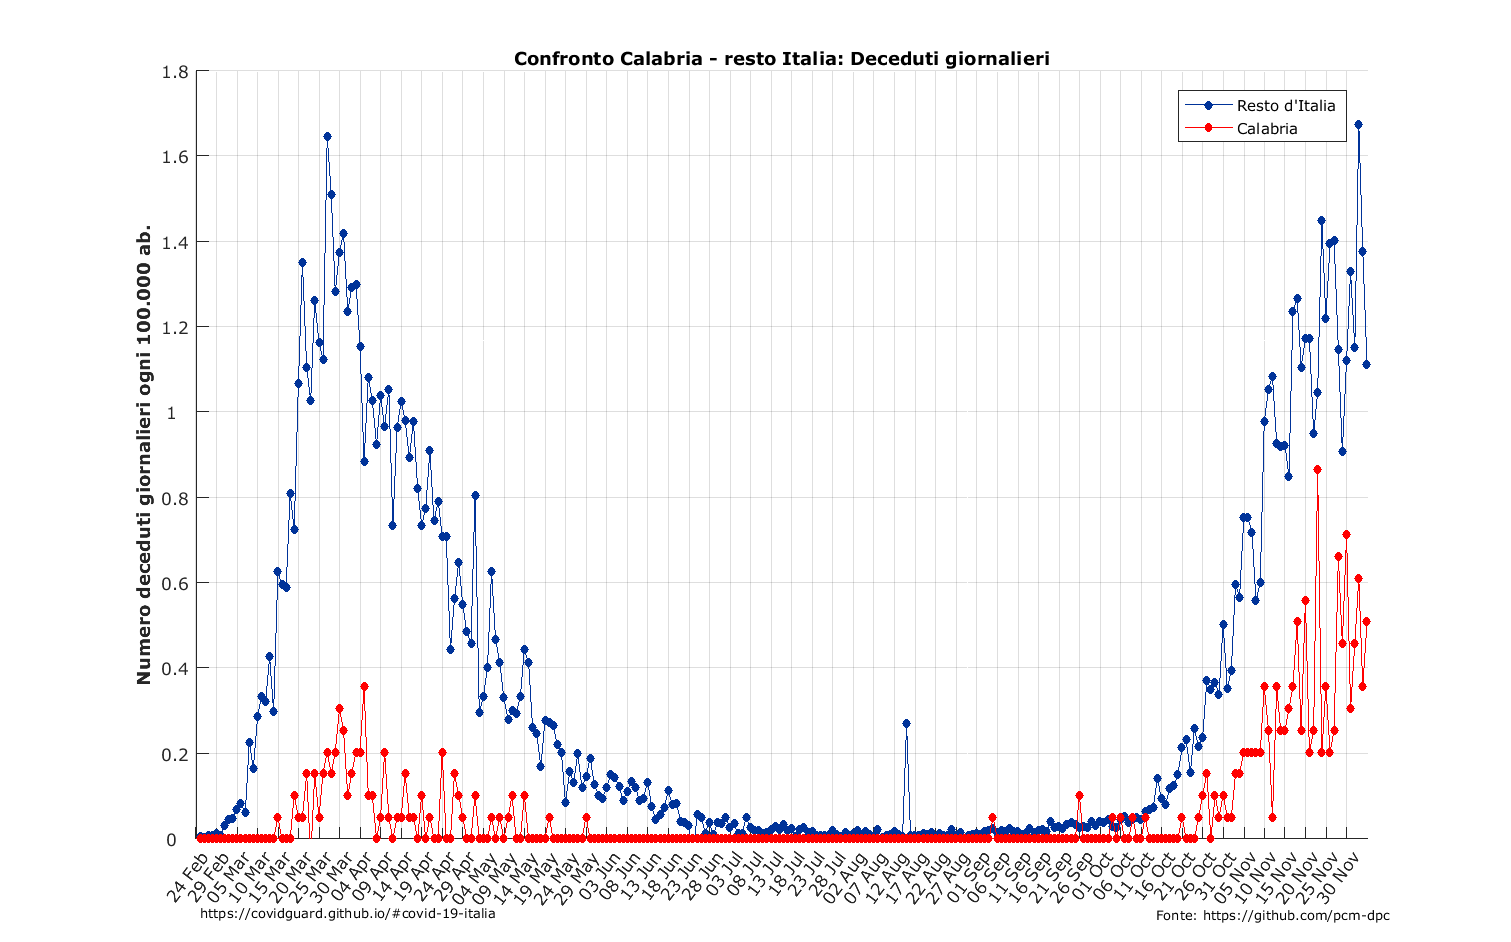 Confronto Calabria - resto Italia: Deceduti giornalieri
Resto d'Italia
Calabria
Numero deceduti giornalieri ogni 100.000 ab.
1.8
1.6
1.4
1.2
1
0.8
0.6
0.4
0.2
0
24 Feb
29 Feb
05 Mar
10 Mar
15 Mar
20 Mar
25 Mar
30 Mar
04 Apr
09 Apr
14 Apr
19 Apr
24 Apr
29 Apr
04 May
09 May
14 May
19 May
24 May
29 May
03 Jun
08 Jun
13 Jun
18 Jun
23 Jun
28 Jun
03 Jul
08 Jul
13 Jul
18 Jul
23 Jul
28 Jul
02 Aug
07 Aug
12 Aug
17 Aug
22 Aug
27 Aug
01 Sep
06 Sep
11 Sep
16 Sep
21 Sep
26 Sep
01 Oct
06 Oct
11 Oct
16 Oct
21 Oct
26 Oct
31 Oct
05 Nov
10 Nov
15 Nov
20 Nov
25 Nov
30 Nov
https://covidguard.github.io/#covid-19-italia
Fonte: https://github.com/pcm-dpc